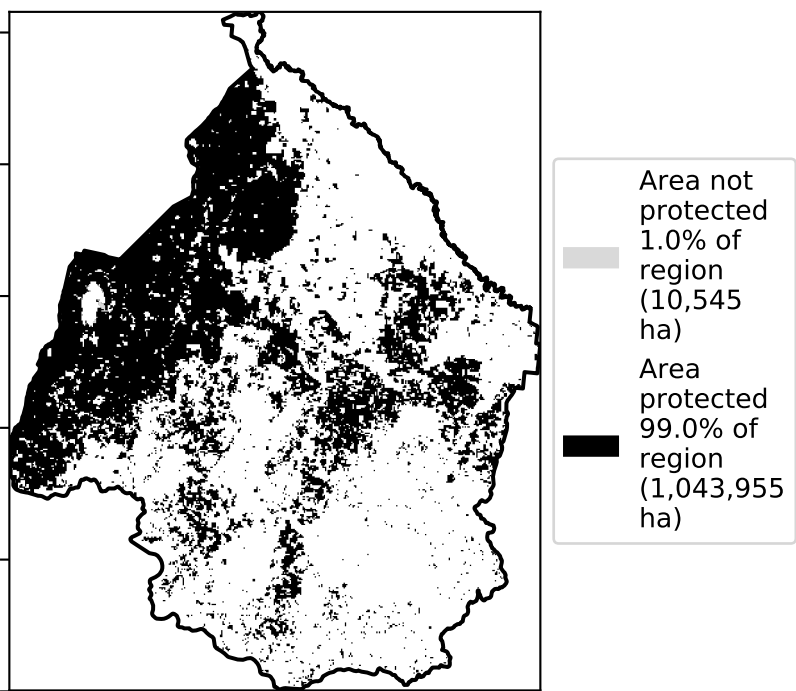 Area not
protected
1.0% of
region
(10,545
ha)
Area
protected
99.0% of
region
(1,043,955
ha)